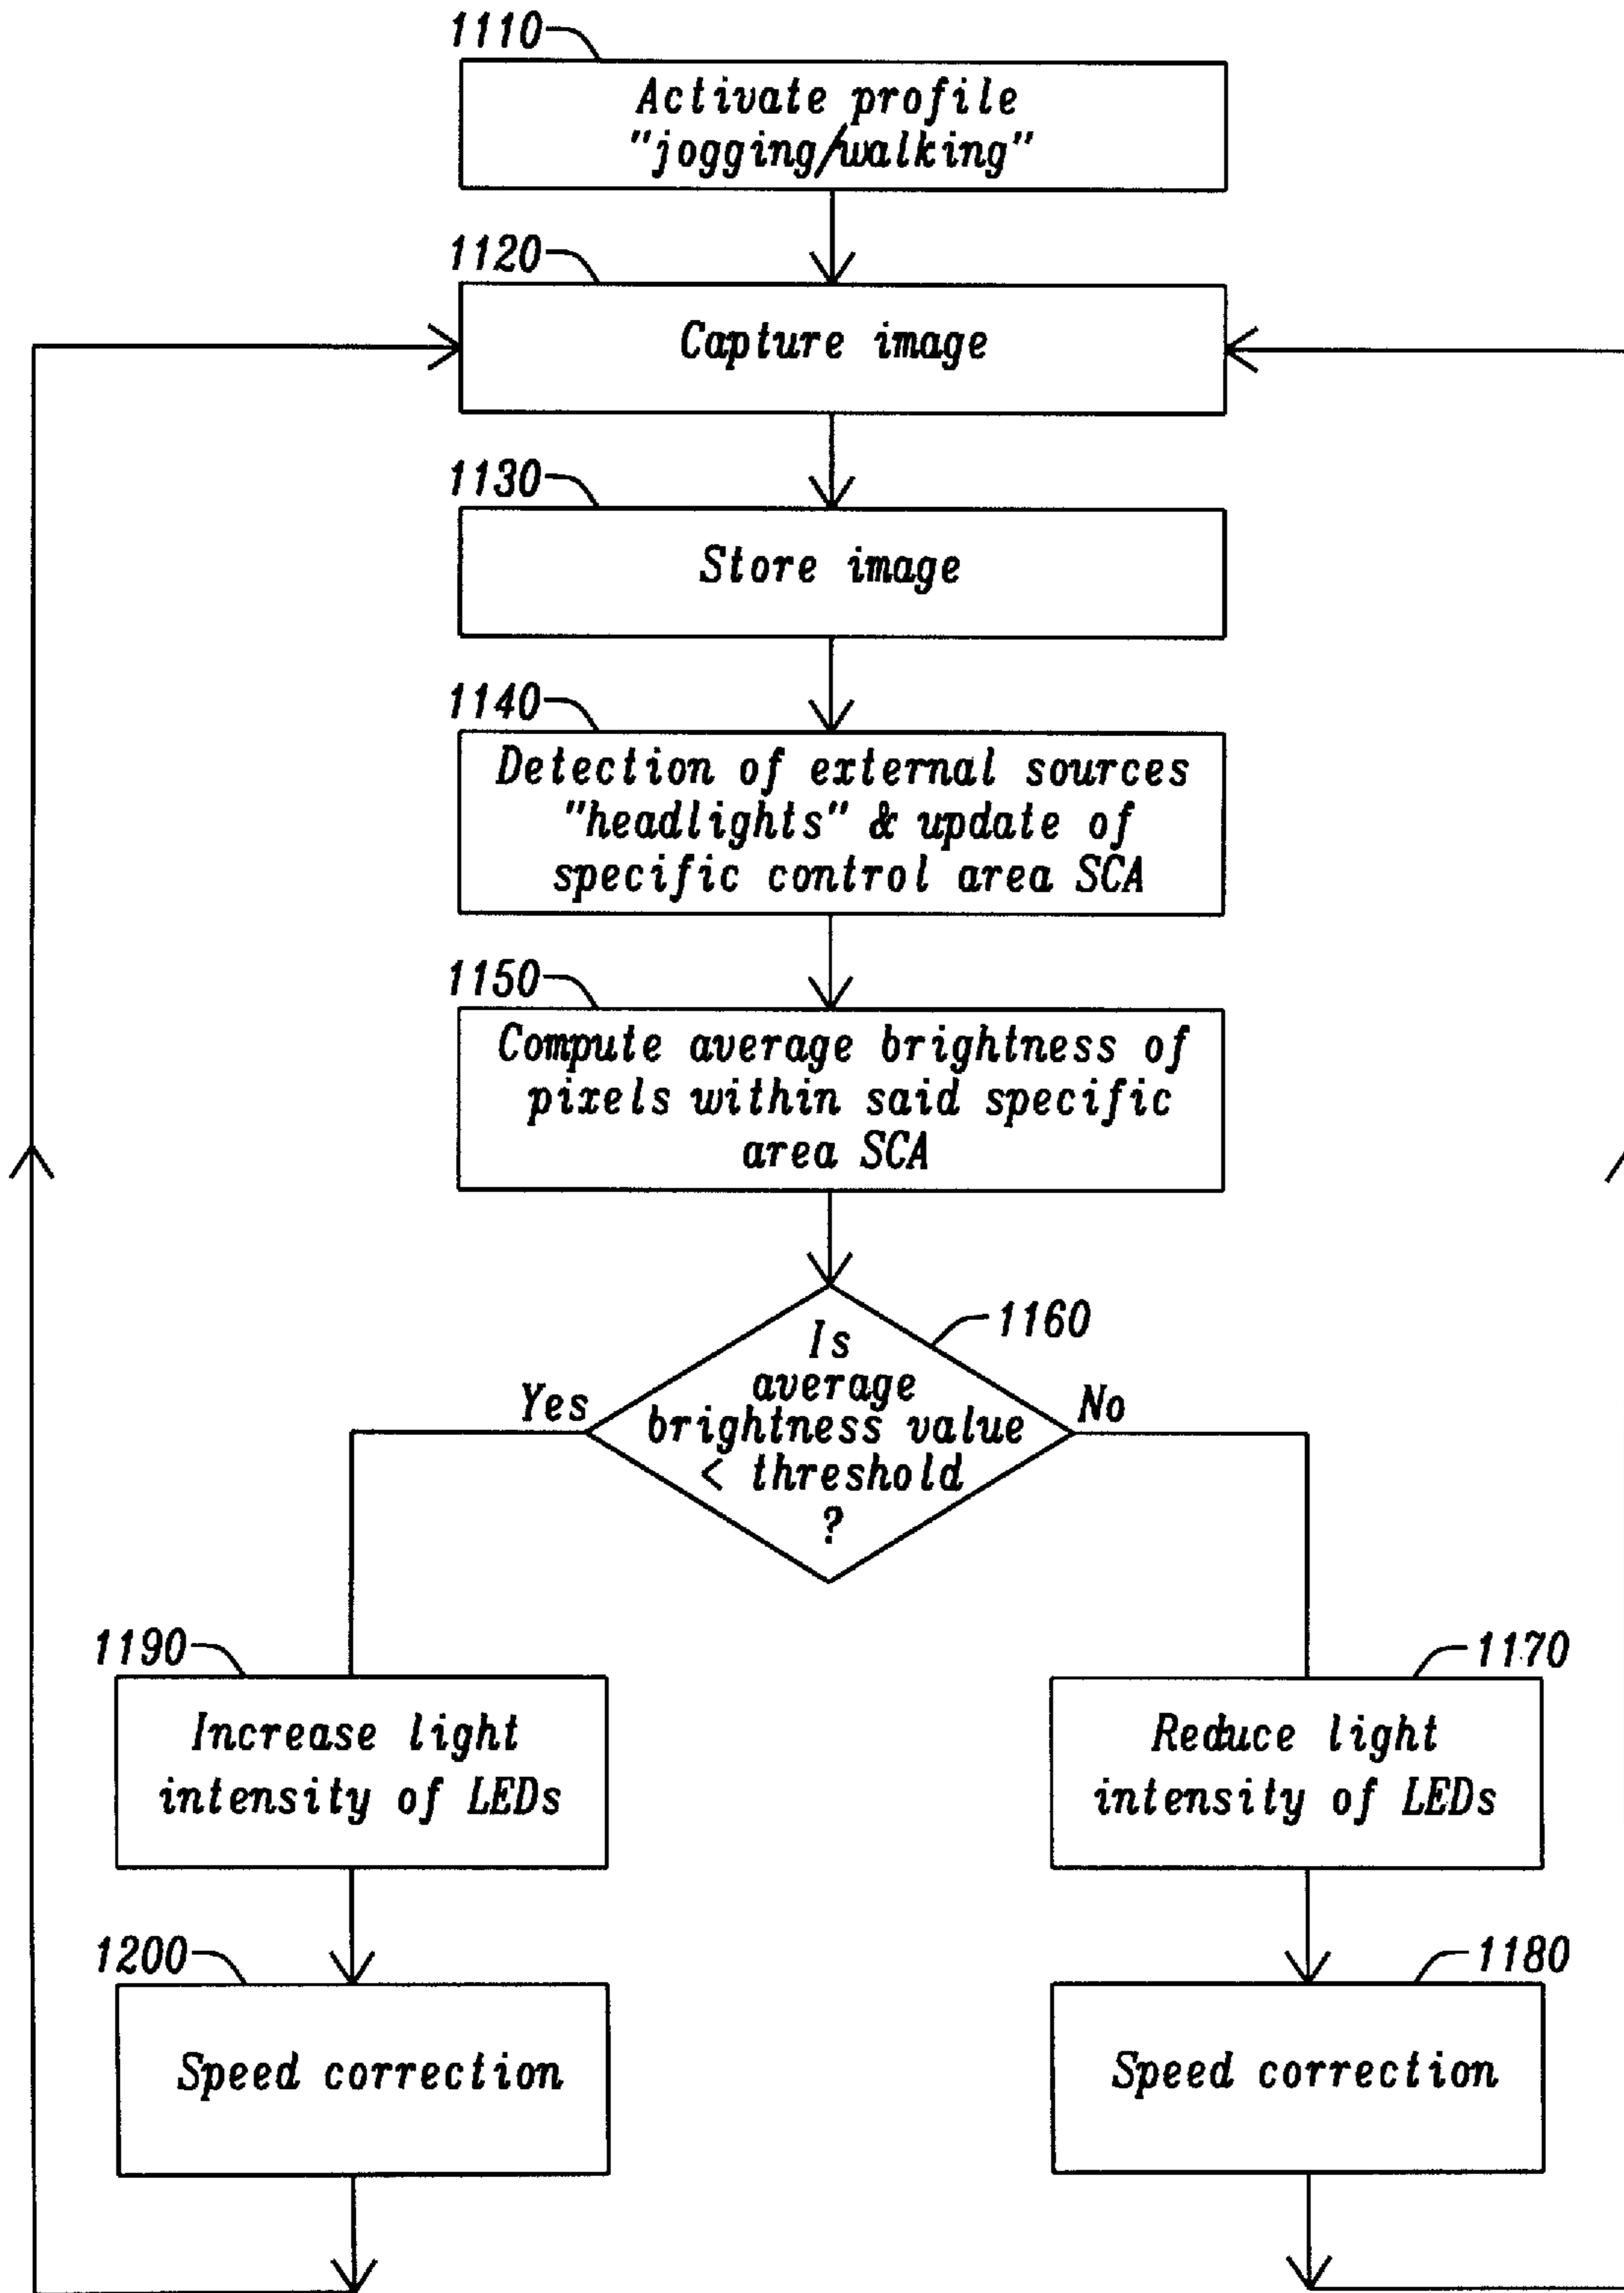 1110
Activate profile
"jogging/walking"
1120
Capture image
1130
Store image
1140
Detection of external sources
"headlights" & update of
specific control area SCA
1150
Compute average brightness of
pixels within said specific
area SCA
1160
Is
average
brightness value
< threshold
?
Yes
No
1190
Increase light
intensity of LEDs
1170
Reduce light
intensity of LEDs
1200
Speed correction
1180
Speed correction